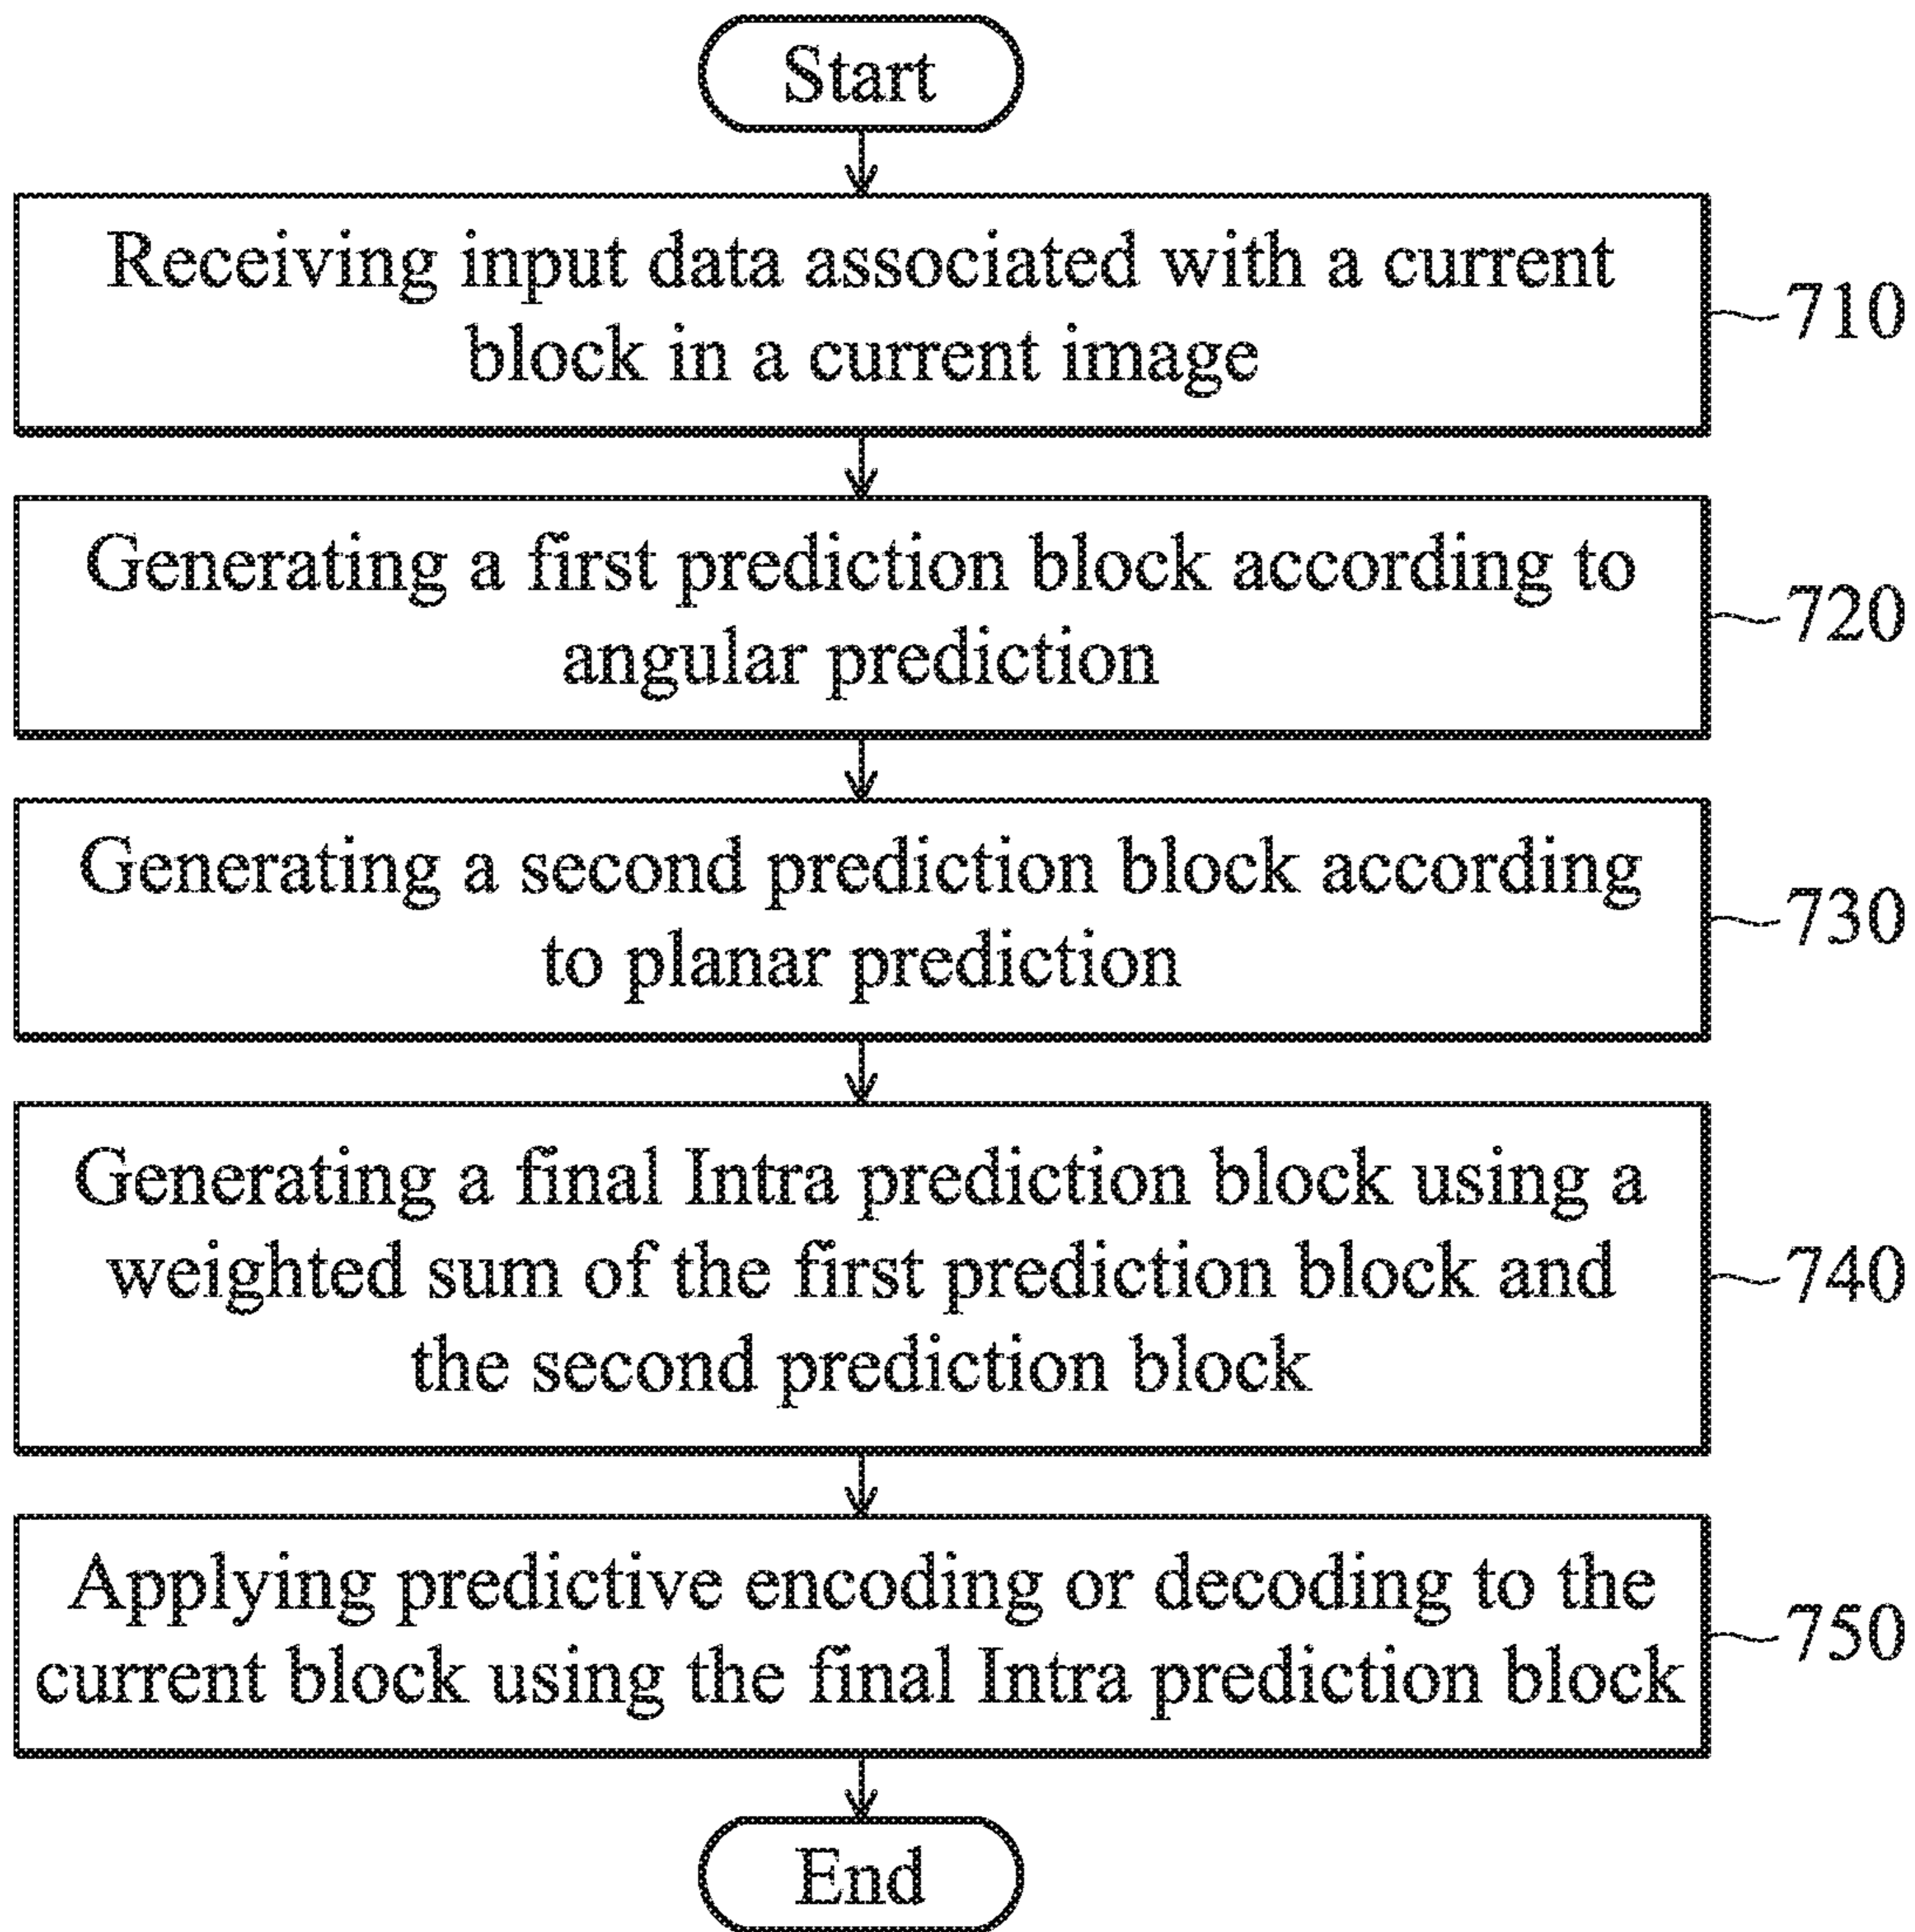 Start
Receiving input data associated with a current
block in a current image
710
Generating a first prediction block according to
angular prediction
720
Generating a second prediction block according
to planar prediction
730
Generating a final Intra prediction block using a
weighted sum of the first prediction block and
the second prediction block
740
Applying predictive encoding or decoding to the
current block using the final Intra prediction block
750
End